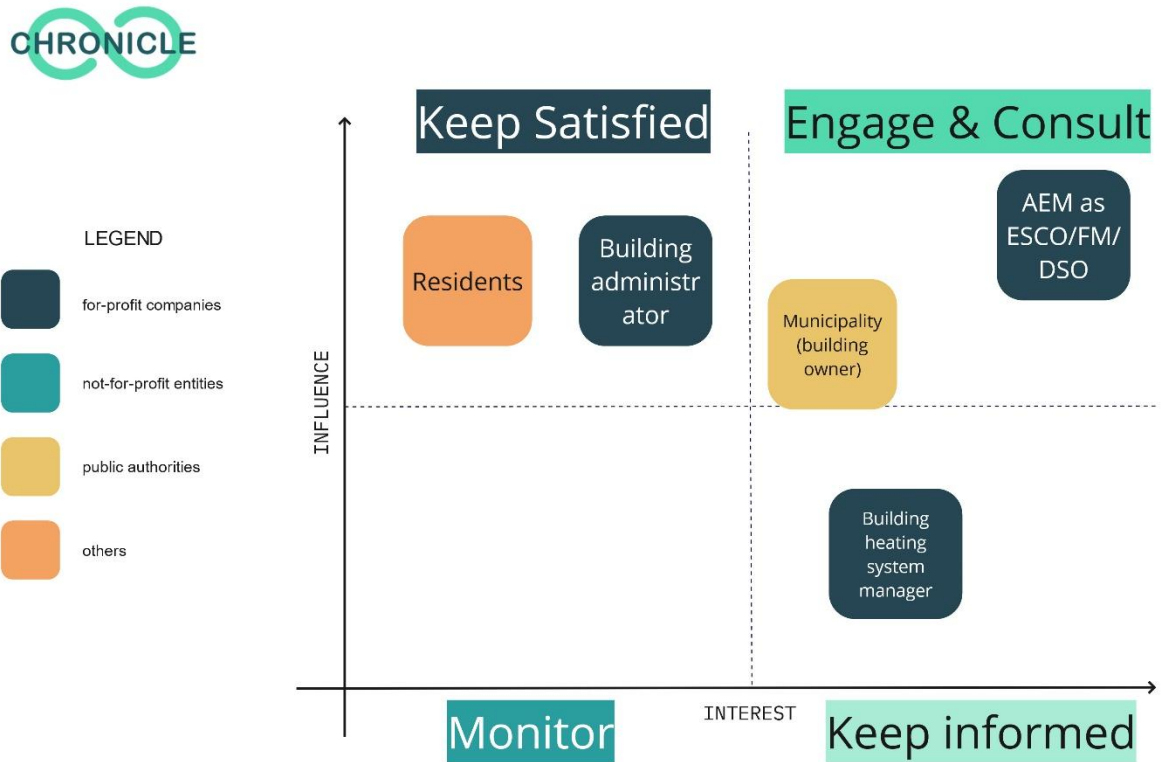 CHRONICLE
Keep Satisfied
Engage & Consult
LEGEND
for-profit companies
not-for-profit entities
public authorities
others
INFLUENCE
Residents
Building
administr
ator
Municipality
(building
owner)
AEM as
ESCO/FM/
DSO
Building
heating
system
manager
INTEREST
Monitor
Keep informed